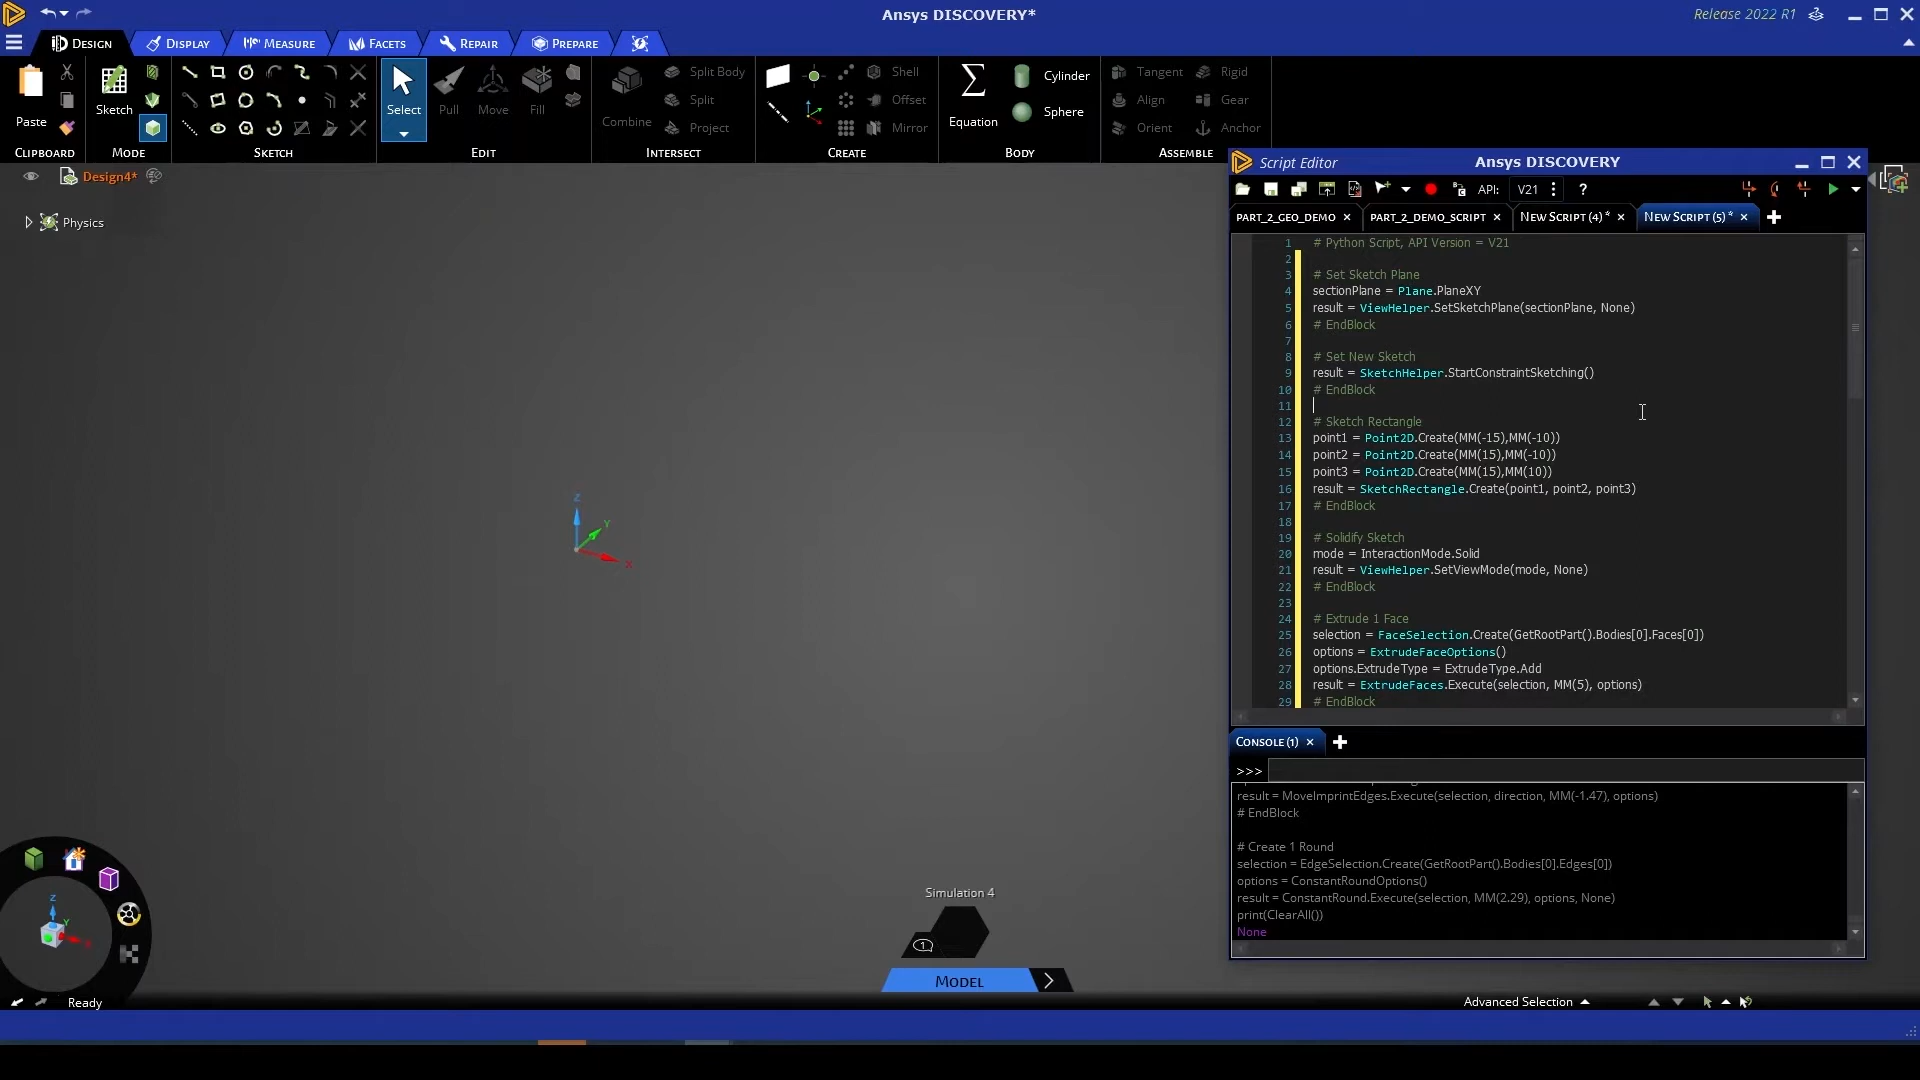 Ansys DISCOVERY*
Release 2022 R1
Design
Display
Measure
Facets
Repair
Prepare
Paste
Clipboard
Sketch
Mode
Sketch
Select
Pull
Move
Fill
Edit
Combine
Split Body
Split
Project
Intersect
Shell
Offset
Mirror
Create
Equation
Cylinder
Sphere
Body
Tangent
Rigid
Align
Gear
Orient
Anchor
Assemble
Design4*
Physics
Script Editor
Ansys DISCOVERY
API:
V21
?
PART_2_GEO_DEMO
PART_2_DEMO_SCRIPT
New Script (4) *
New Script (5) *
1 # Python Script, API Version = V21
2
3 # Set Sketch Plane
4 sectionPlane = Plane.PlaneXY
5 result = ViewHelper.SetSketchPlane(sectionPlane, None)
6 # EndBlock
7
8 # Set New Sketch
9 result = SketchHelper.StartConstraintSketching()
10 # EndBlock
11
12 # Sketch Rectangle
13 point1 = Point2D.Create(MM(-15),MM(-10))
14 point2 = Point2D.Create(MM(15),MM(-10))
15 point3 = Point2D.Create(MM(15),MM(10))
16 result = SketchRectangle.Create(point1, point2, point3)
17 # EndBlock
18
19 # Solidify Sketch
20 mode = InteractionMode.Solid
21 result = ViewHelper.SetViewMode(mode, None)
22 # EndBlock
23
24 # Extrude 1 Face
25 selection = FaceSelection.Create(GetRootPart().Bodies[0].Faces[0])
26 options = ExtrudeFaceOptions()
27 options.ExtrudeType = ExtrudeType.Add
28 result = ExtrudeFaces.Execute(selection, MM(5), options)
29 # EndBlock
Console (1)
>>>
result = MoveImprintEdges.Execute(selection, direction, MM(-1.47), options)
# EndBlock
# Create 1 Round
selection = EdgeSelection.Create(GetRootPart().Bodies[0].Edges[0])
options = ConstantRoundOptions()
result = ConstantRound.Execute(selection, MM(2.29), options, None)
print(ClearAll())
None
Z
Y
X
Simulation 4
1
Model
Z
Y
X
Ready
Advanced Selection